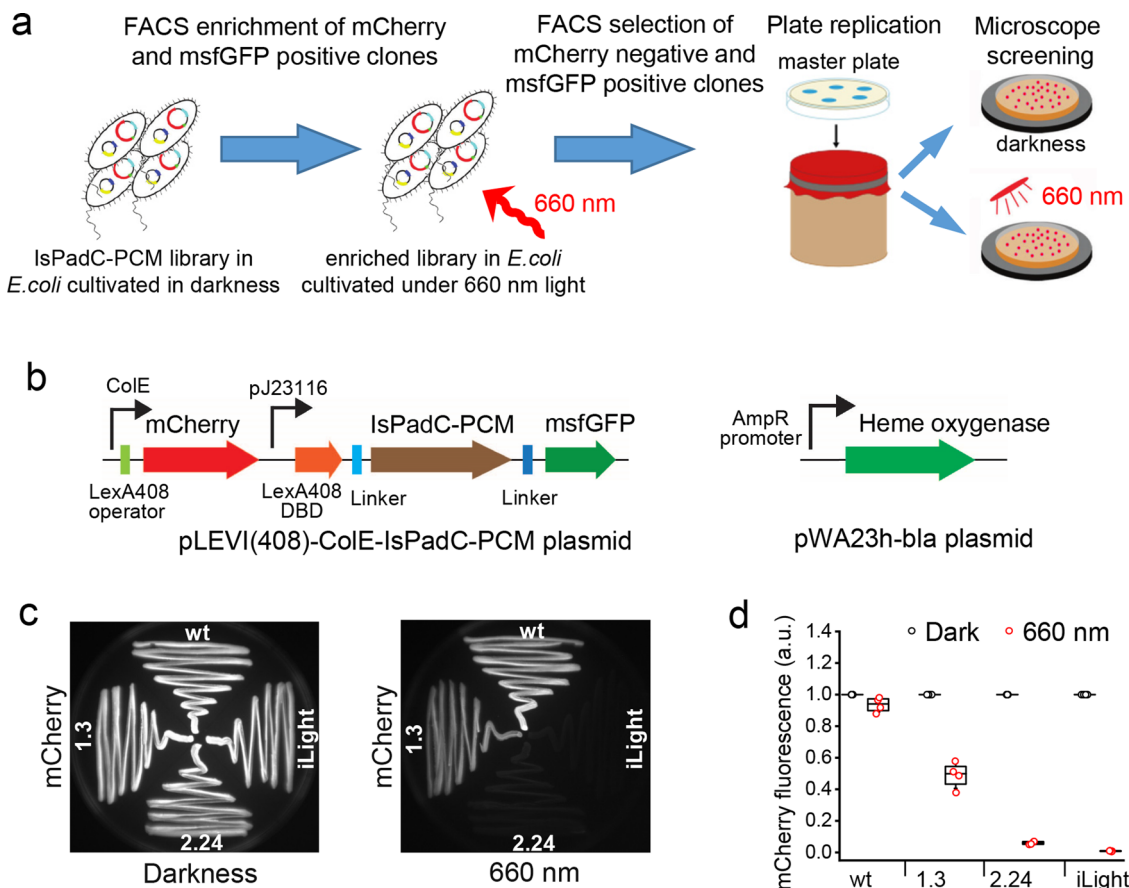 a
FACS enrichment of mCherry
and msfGFP positive clones
FACS selection of
mCherry negative and
msfGFP positive clones
Plate replication
master plate
Microscope
screening
darkness
660 nm
660 nm
IsPadC-PCM library in
E.coli cultivated in darkness
enriched library in E.coli
cultivated under 660 nm light
b
ColE
mCherry
pJ23116
IsPadC-PCM
msfGFP
LexA408
operator
LexA408
DBD
Linker
Linker
pLEVI(408)-ColE-IsPadC-PCM plasmid
AmpR
promoter
Heme oxygenase
pWA23h-bla plasmid
c
mCherry
wt
1.3
iLight
2.24
Darkness
mCherry
wt
1.3
iLight
2.24
660 nm
d
Dark
660 nm
mCherry fluorescence (a.u.)
1.4
1.2
1.0
0.8
0.6
0.4
0.2
0.0
wt
1.3
2.24
iLight